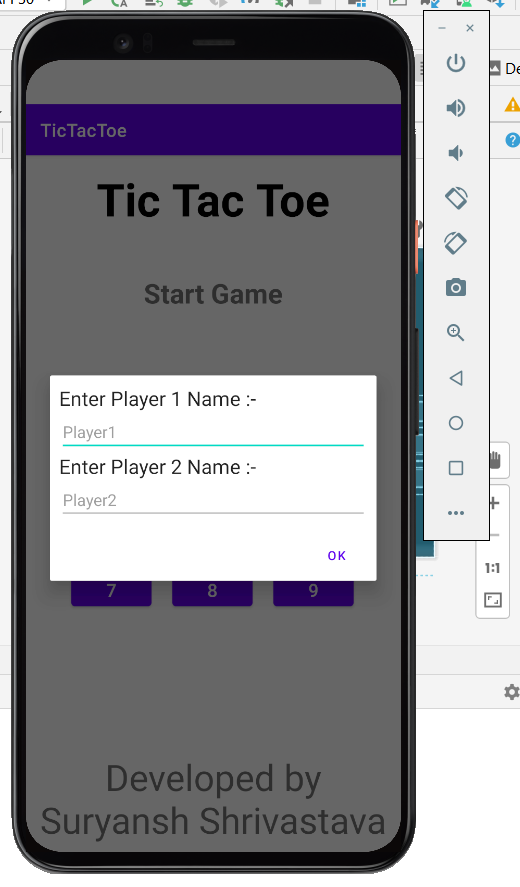 TicTacToe
Tic Tac Toe
Start Game
Enter Player 1 Name :-
Player1
Enter Player 2 Name :-
Player2
OK
7 8 9
Developed by
Suryansh Shrivastava
De
1:1